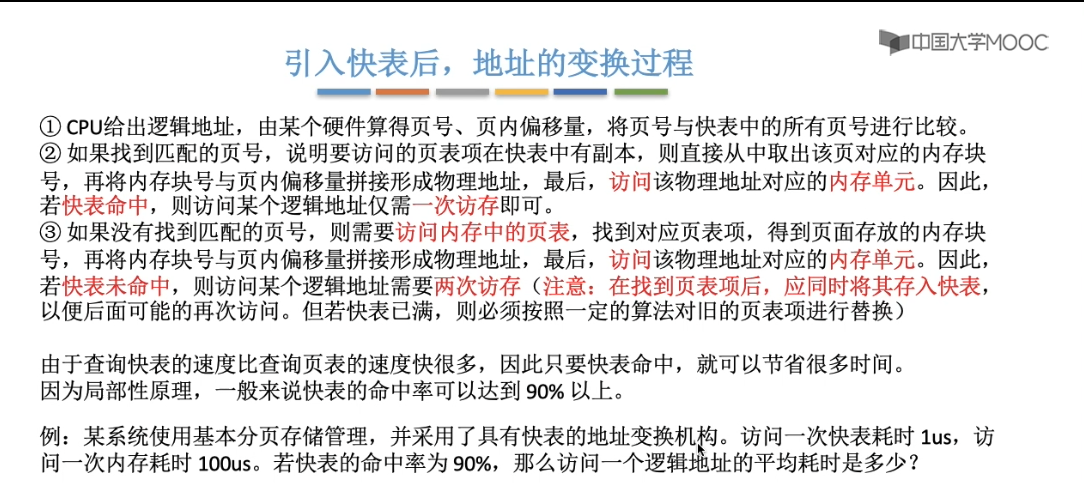 中国大学MOOC
引入快表后，地址的变换过程
① CPU给出逻辑地址，由某个硬件算得页号、页内偏移量，将页号与快表中的所有页号进行比较。
② 如果找到匹配的页号，说明要访问的页表项在快表中有副本，则直接从中取出该页对应的内存块
号，再将内存块号与页内偏移量拼接形成物理地址，最后，访问该物理地址对应的内存单元。因此，
若快表命中，则访问某个逻辑地址仅需一次访存即可。
③ 如果没有找到匹配的页号，则需要访问内存中的页表，找到对应页表项，得到页面存放的内存块
号，再将内存块号与页内偏移量拼接形成物理地址，最后，访问该物理地址对应的内存单元。因此，
若快表未命中，则访问某个逻辑地址需要两次访存（注意：在找到页表项后，应同时将其存入快表，
以便后面可能的再次访问。但若快表已满，则必须按照一定的算法对旧的页表项进行替换）
由于查询快表的速度比查询页表的速度快很多，因此只要快表命中，就可以节省很多时间。
因为局部性原理，一般来说快表的命中率可以达到 90% 以上。
例：某系统使用基本分页存储管理，并采用了具有快表的地址变换机构。访问一次快表耗时 1us，访
问一次内存耗时 100us。若快表的命中率为 90%，那么访问一个逻辑地址的平均耗时是多少？